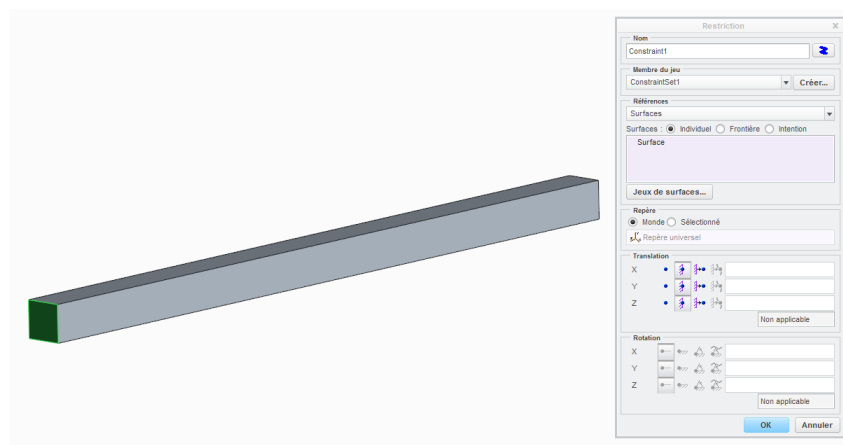 Restriction
Nom
Constraint1
Membre du jeu
ConstraintSet1
Créer...
Références
Surfaces
Surfaces : Individuel Frontière Intention
Surface
Jeux de surfaces...
Repère
Monde Sélectionné
Repère universel
Translation
X
Y
Z
Non applicable
Rotation
X
Y
Z
Non applicable
OK Annuler